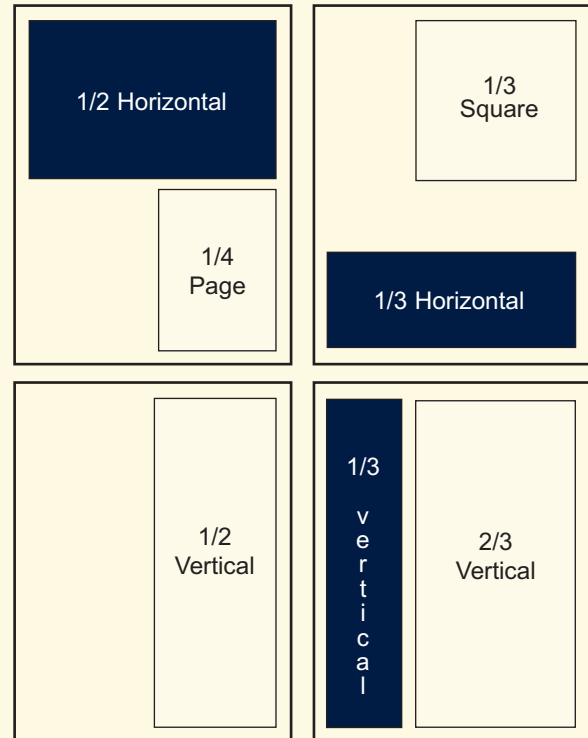 1/2 Horizontal
1/4
Page
1/3
Square
1/3 Horizontal
1/2
Vertical
1/3
vertical
2/3
Vertical